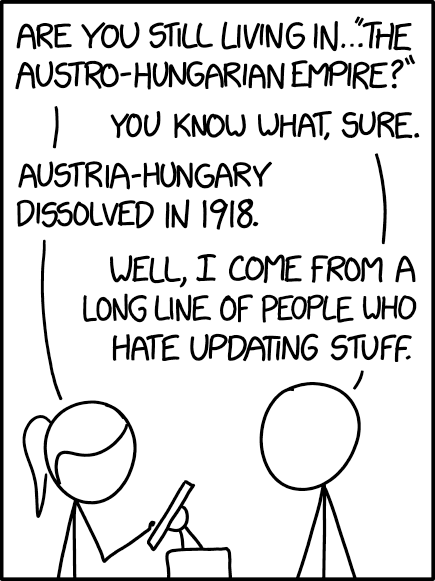 ARE YOU STILL LIVING IN..."THE
AUSTRO-HUNGARIAN EMPIRE?"
YOU KNOW WHAT, SURE.
AUSTRIA-HUNGARY
DISSOLVED IN 1918.
WELL, I COME FROM A
LONG LINE OF PEOPLE WHO
HATE UPDATING STUFF.